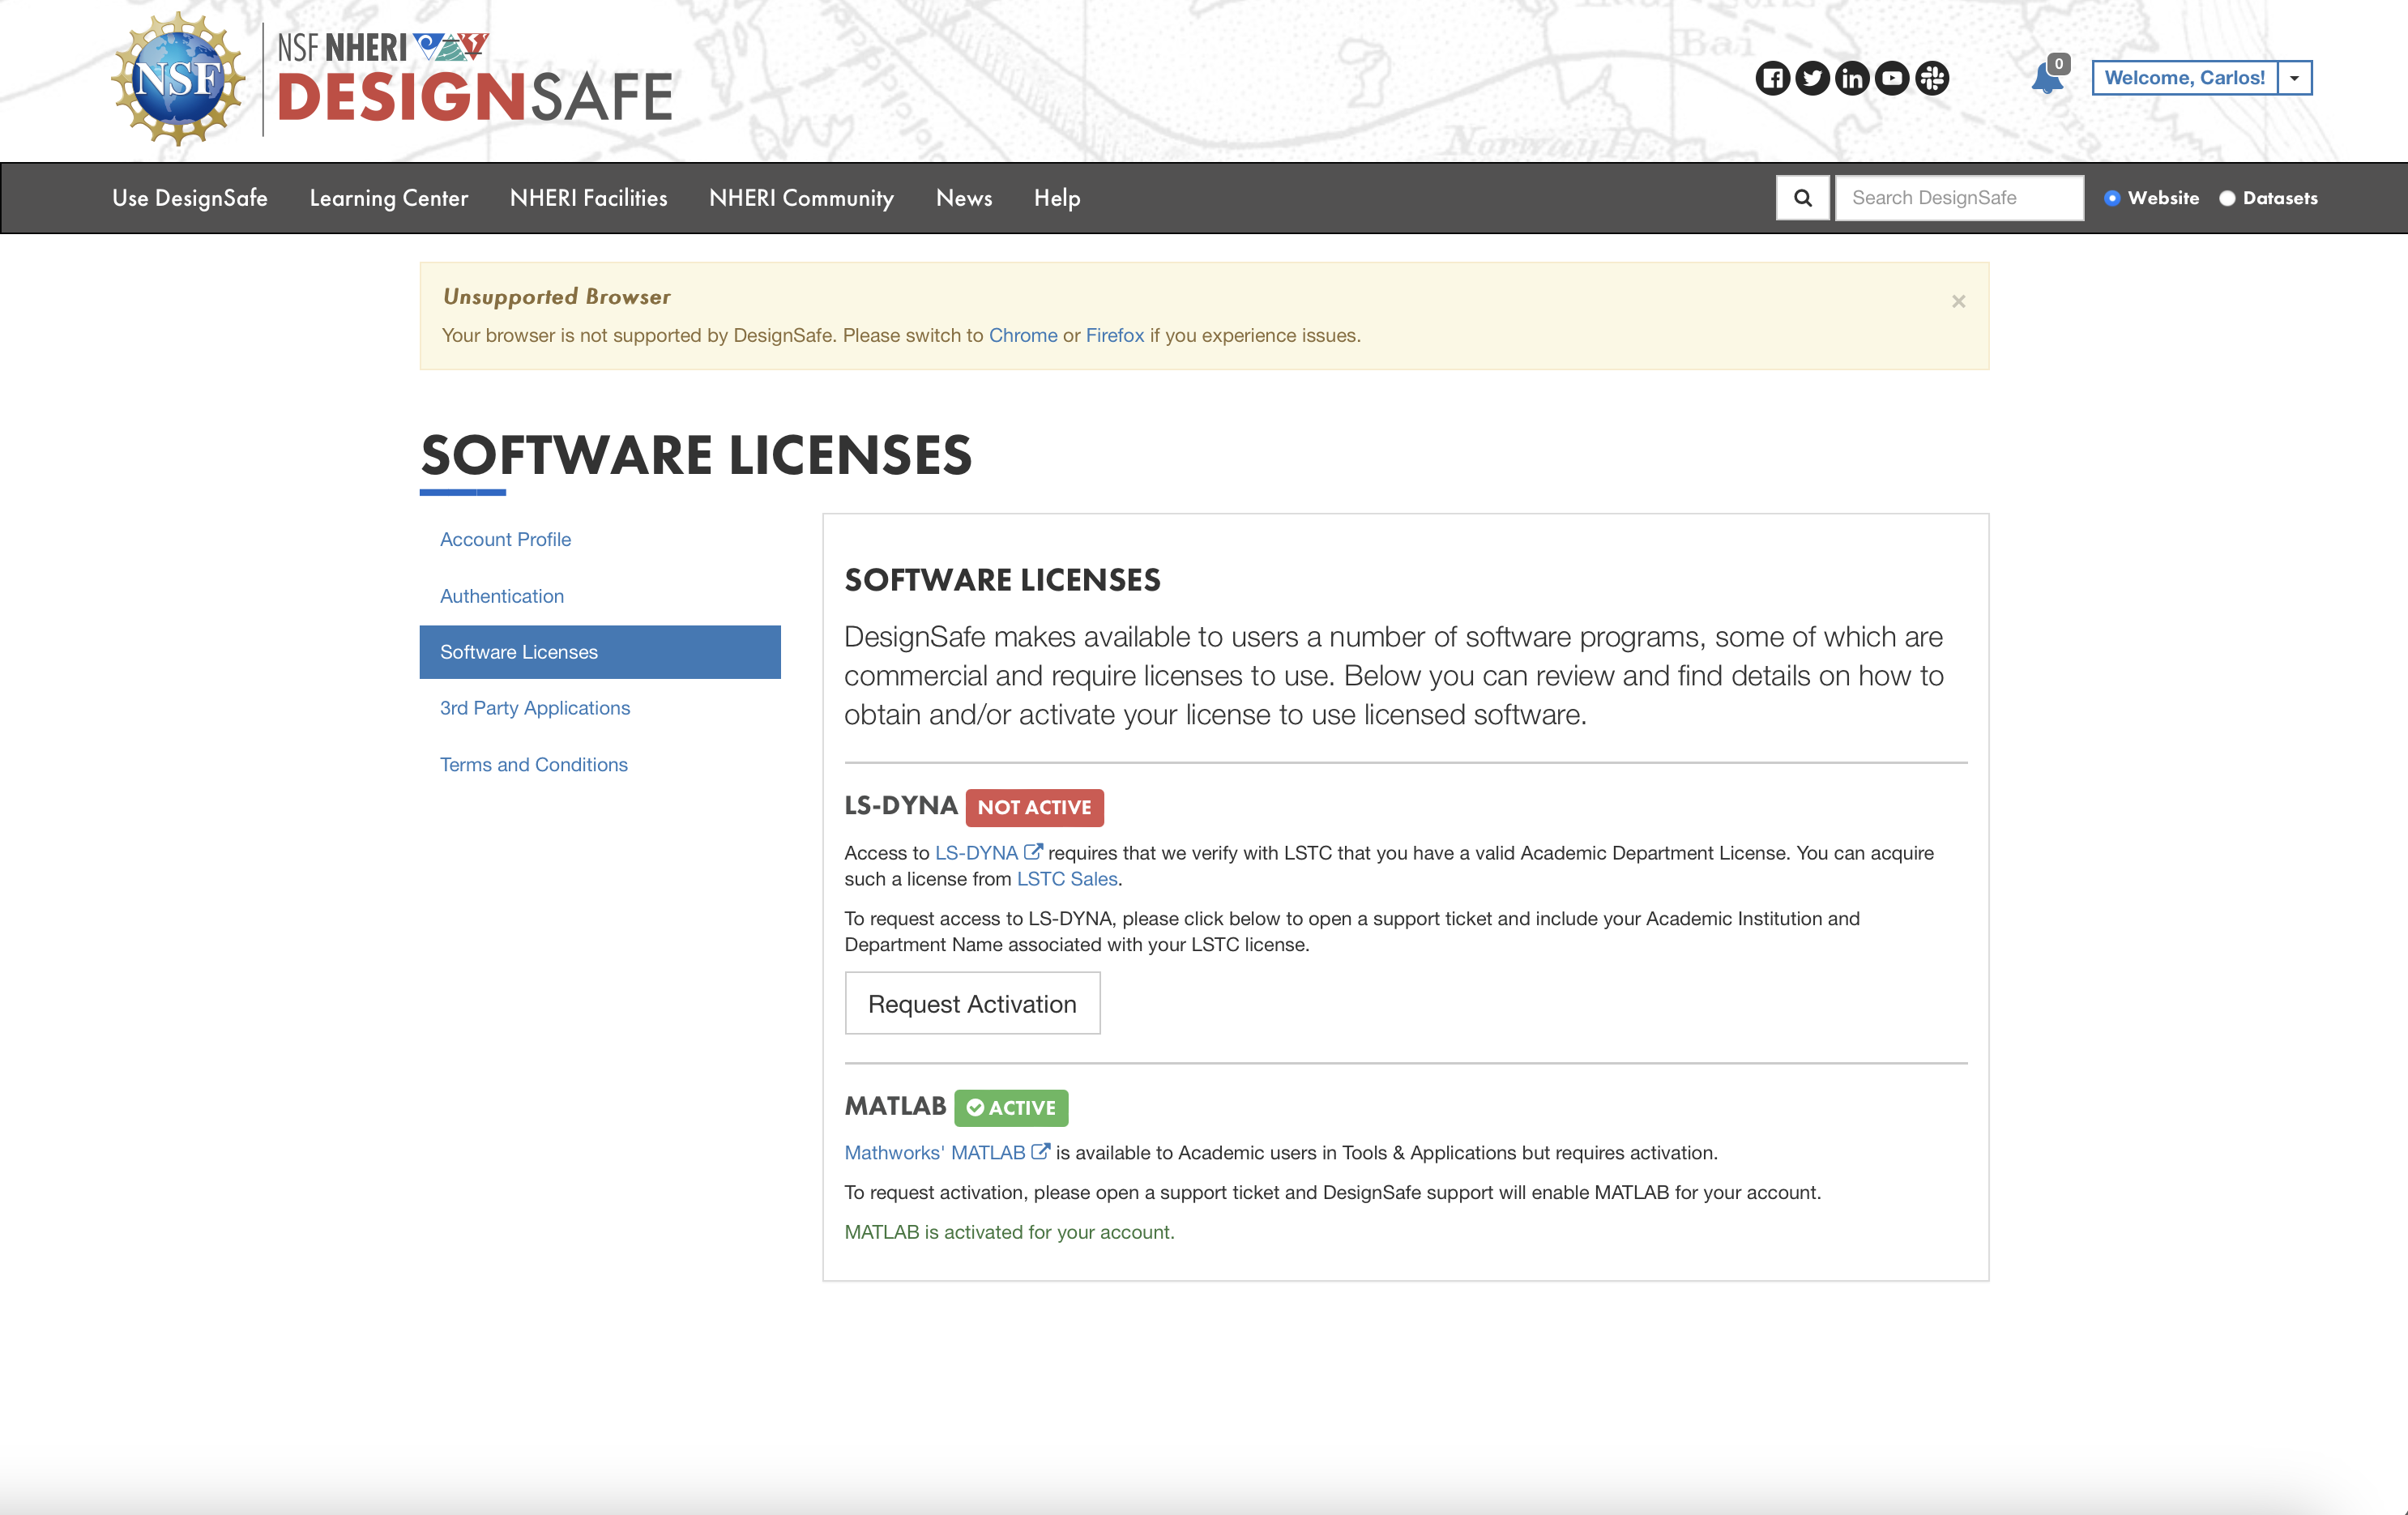 NSF
NSF NHERI
DESIGNSAFE
Bai
Norway H.
0
Welcome, Carlos!
Use DesignSafe
Learning Center
NHERI Facilities
NHERI Community
News
Help
Search DesignSafe
Website
Datasets
Unsupported Browser
×
Your browser is not supported by DesignSafe. Please switch to Chrome or Firefox if you experience issues.
SOFTWARE LICENSES
Account Profile
Authentication
Software Licenses
3rd Party Applications
Terms and Conditions
SOFTWARE LICENSES
DesignSafe makes available to users a number of software programs, some of which are
commercial and require licenses to use. Below you can review and find details on how to
obtain and/or activate your license to use licensed software.
LS-DYNA NOT ACTIVE
Access to LS-DYNA requires that we verify with LSTC that you have a valid Academic Department License. You can acquire
such a license from LSTC Sales.
To request access to LS-DYNA, please click below to open a support ticket and include your Academic Institution and
Department Name associated with your LSTC license.
Request Activation
MATLAB ACTIVE
Mathworks' MATLAB is available to Academic users in Tools & Applications but requires activation.
To request activation, please open a support ticket and DesignSafe support will enable MATLAB for your account.
MATLAB is activated for your account.